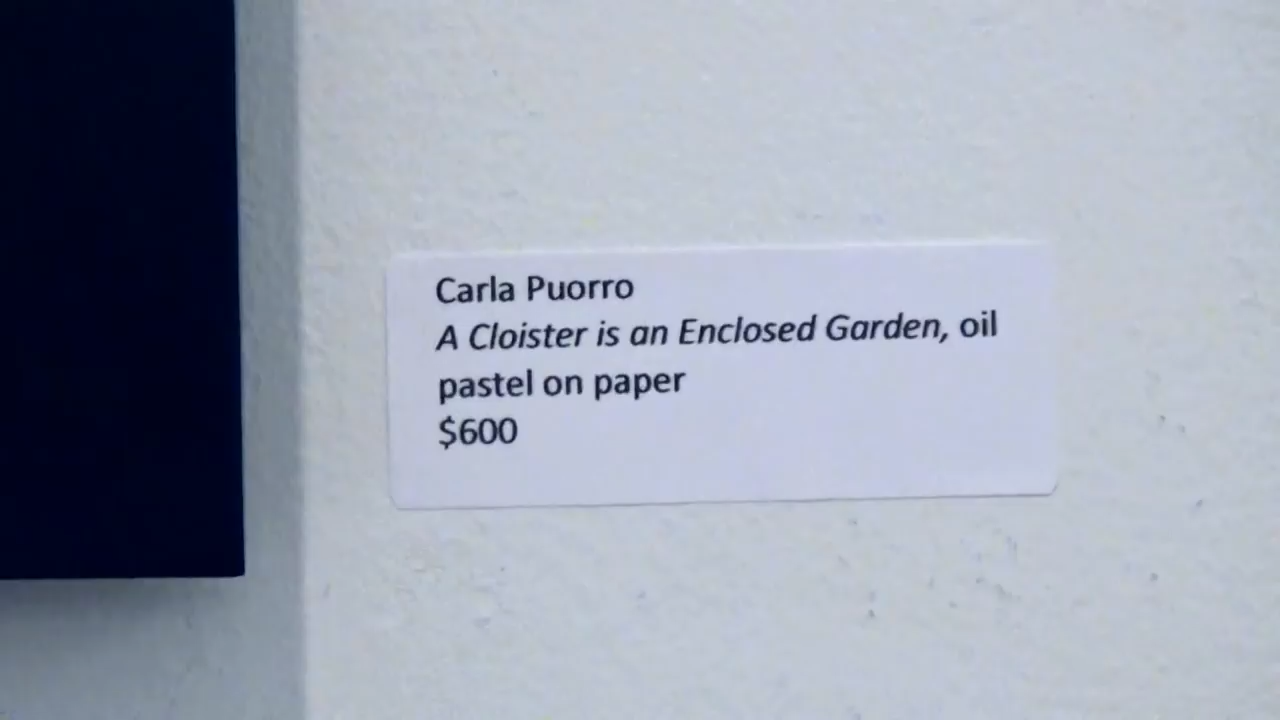 Carla Puorro
A Cloister is an Enclosed Garden, oil
pastel on paper
$600